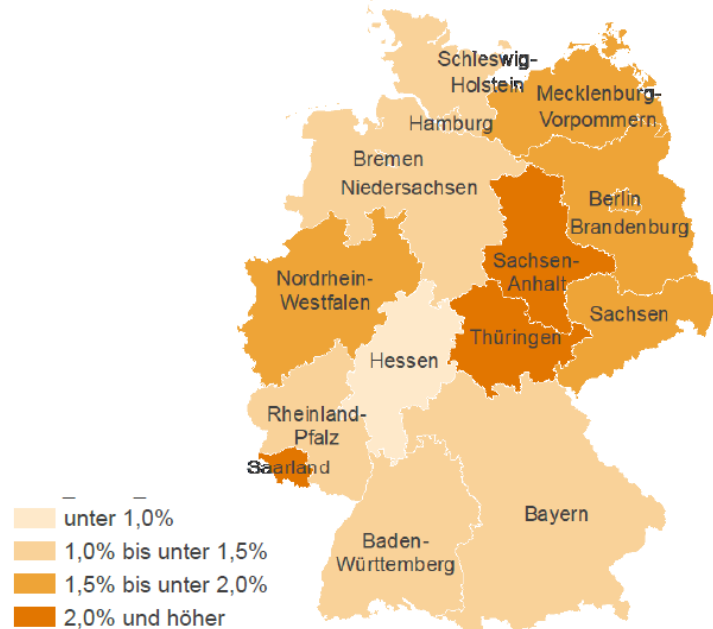 Schleswig-
Holstein
Mecklenburg-
Vorpommern
Hamburg
Bremen
Niedersachsen
Berlin
Brandenburg
Sachsen-
Anhalt
Nordrhein-
Westfalen
Sachsen
Thüringen
Hessen
Rheinland-
Pfalz
Saarland
Bayern
Baden-
Württemberg
unter 1,0%
1,0% bis unter 1,5%
1,5% bis unter 2,0%
2,0% und höher